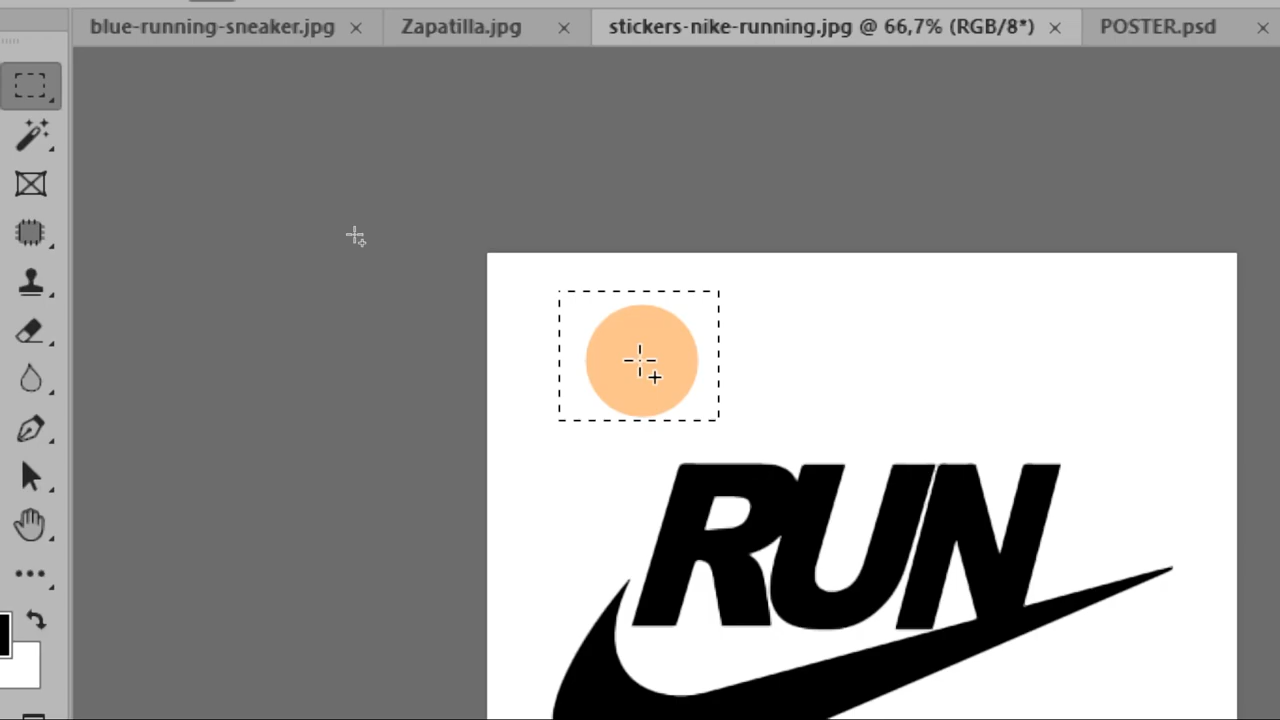 blue-running-sneaker.jpg
Zapatilla.jpg
stickers-nike-running.jpg @ 66,7% (RGB/8*)
POSTER.psd
RUN